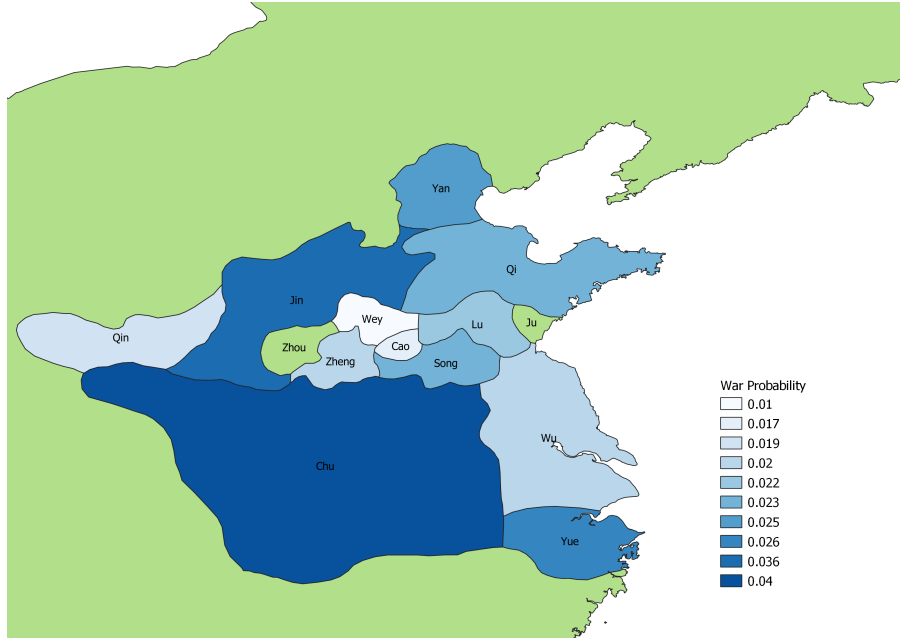 Yan
Qi
Jin
Wey
Lu
Ju
Qin
Zhou
Cao
Zheng
Song
Wu
Chu
Yue
War Probability
0.01
0.017
0.019
0.02
0.022
0.023
0.025
0.026
0.036
0.04